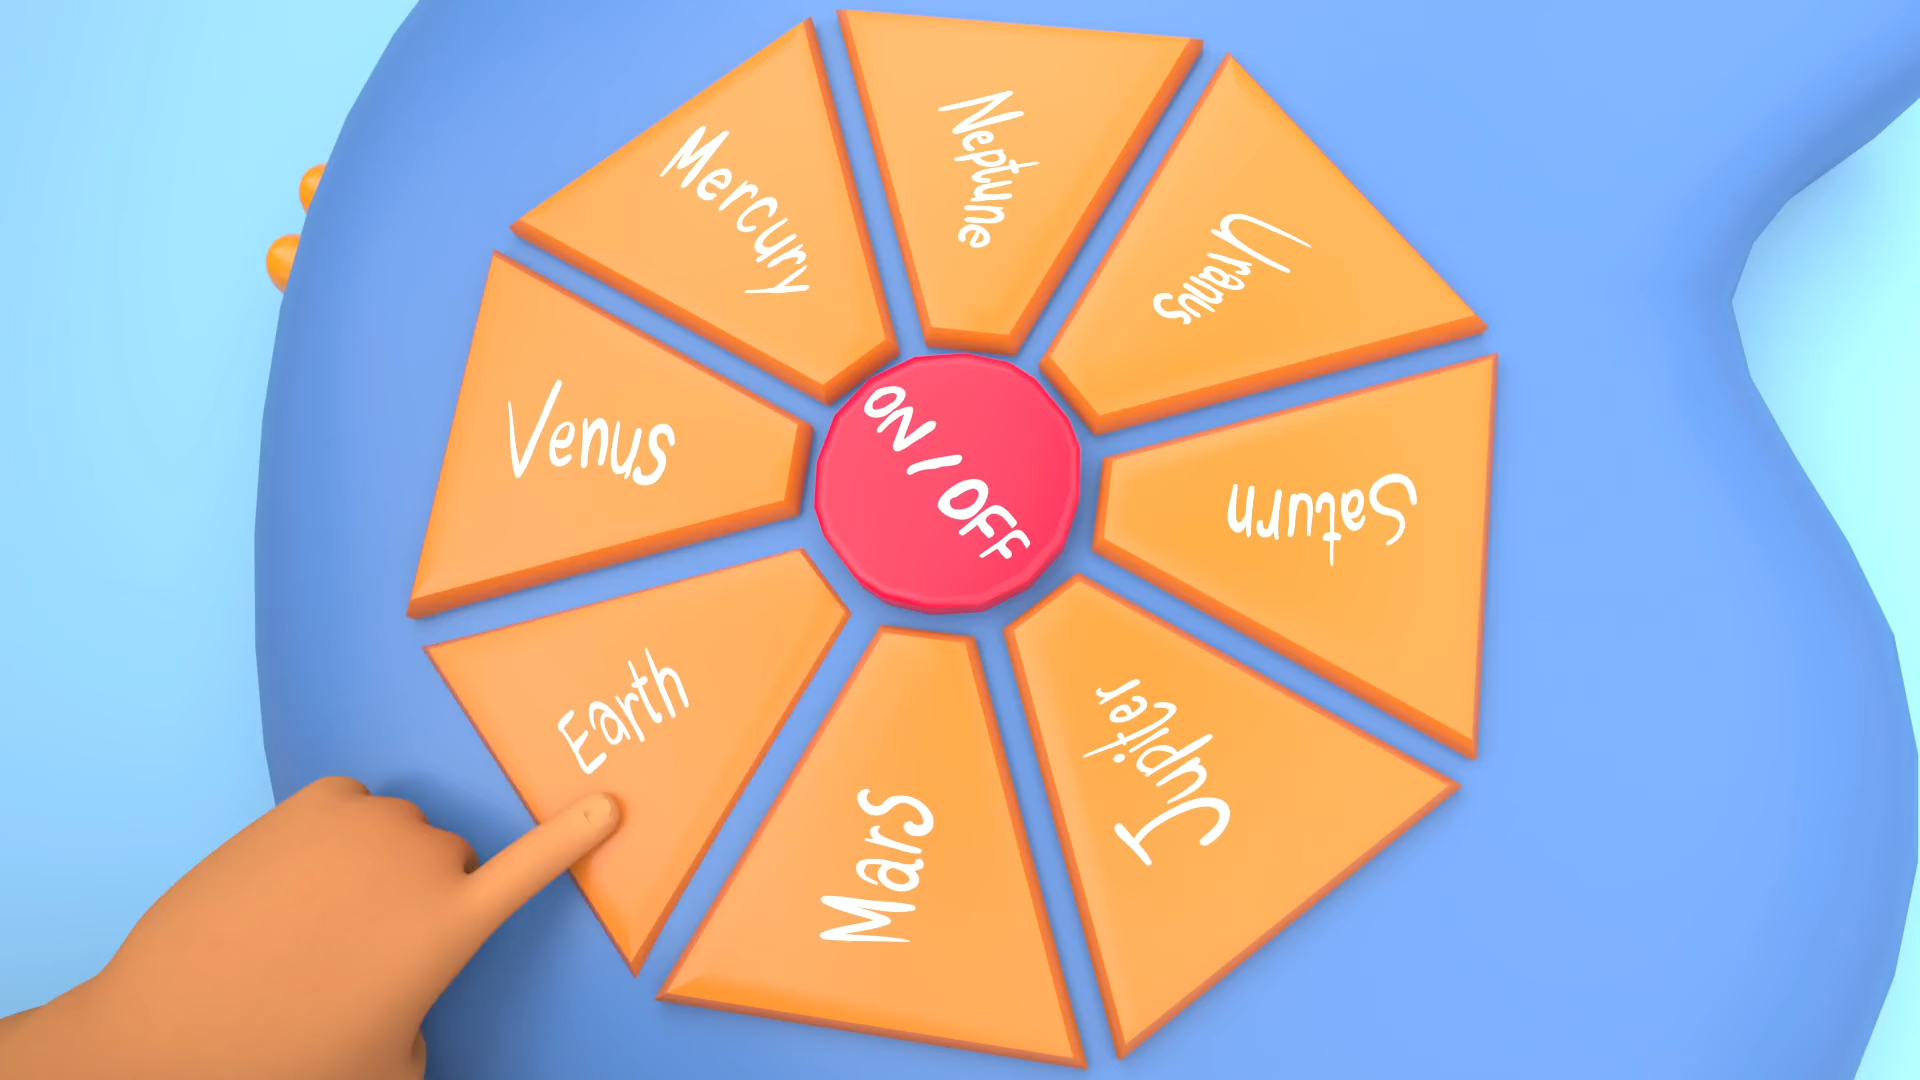 Mercury
Venus
Earth
Mars
Jupiter
Saturn
Uranus
Neptune
ON / OFF